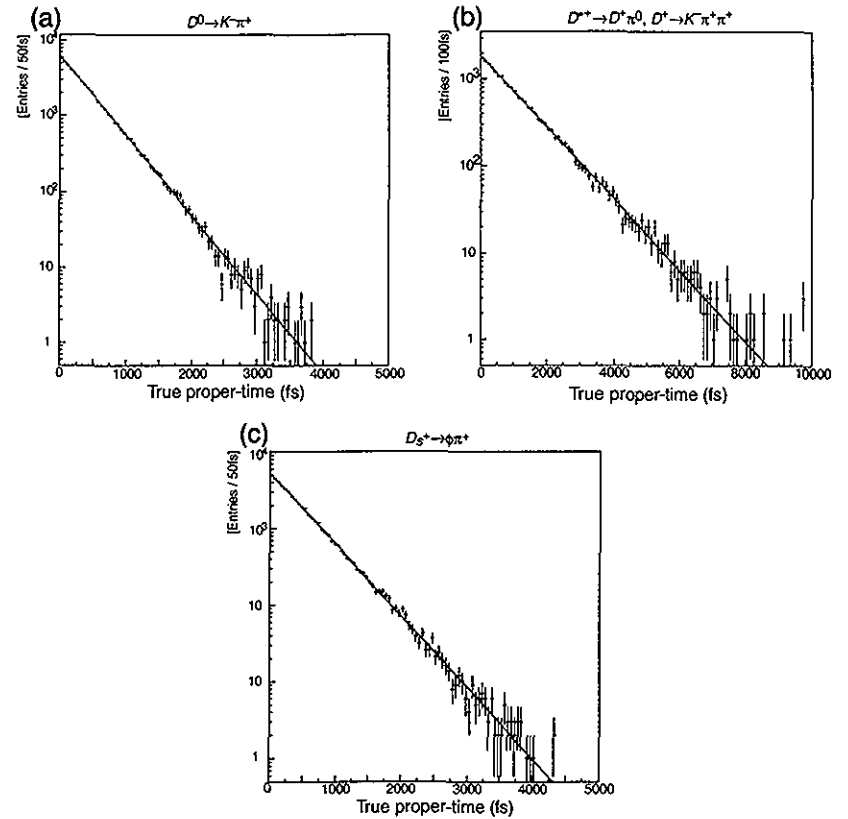 (a)
D⁰→K⁻π⁺
[Entries / 50fs]
10⁴
10³
10²
10
1
0 1000 2000 3000 4000 5000
True proper-time (fs)
(b)
D*⁺→D⁺π⁰, D⁺→K⁻π⁺π⁺
[Entries / 100fs]
10³
10²
10
1
0 2000 4000 6000 8000 10000
True proper-time (fs)
(c)
Dₛ⁺→ϕπ⁺
[Entries / 50fs]
10⁴
10³
10²
10
1
0 1000 2000 3000 4000 5000
True proper-time (fs)